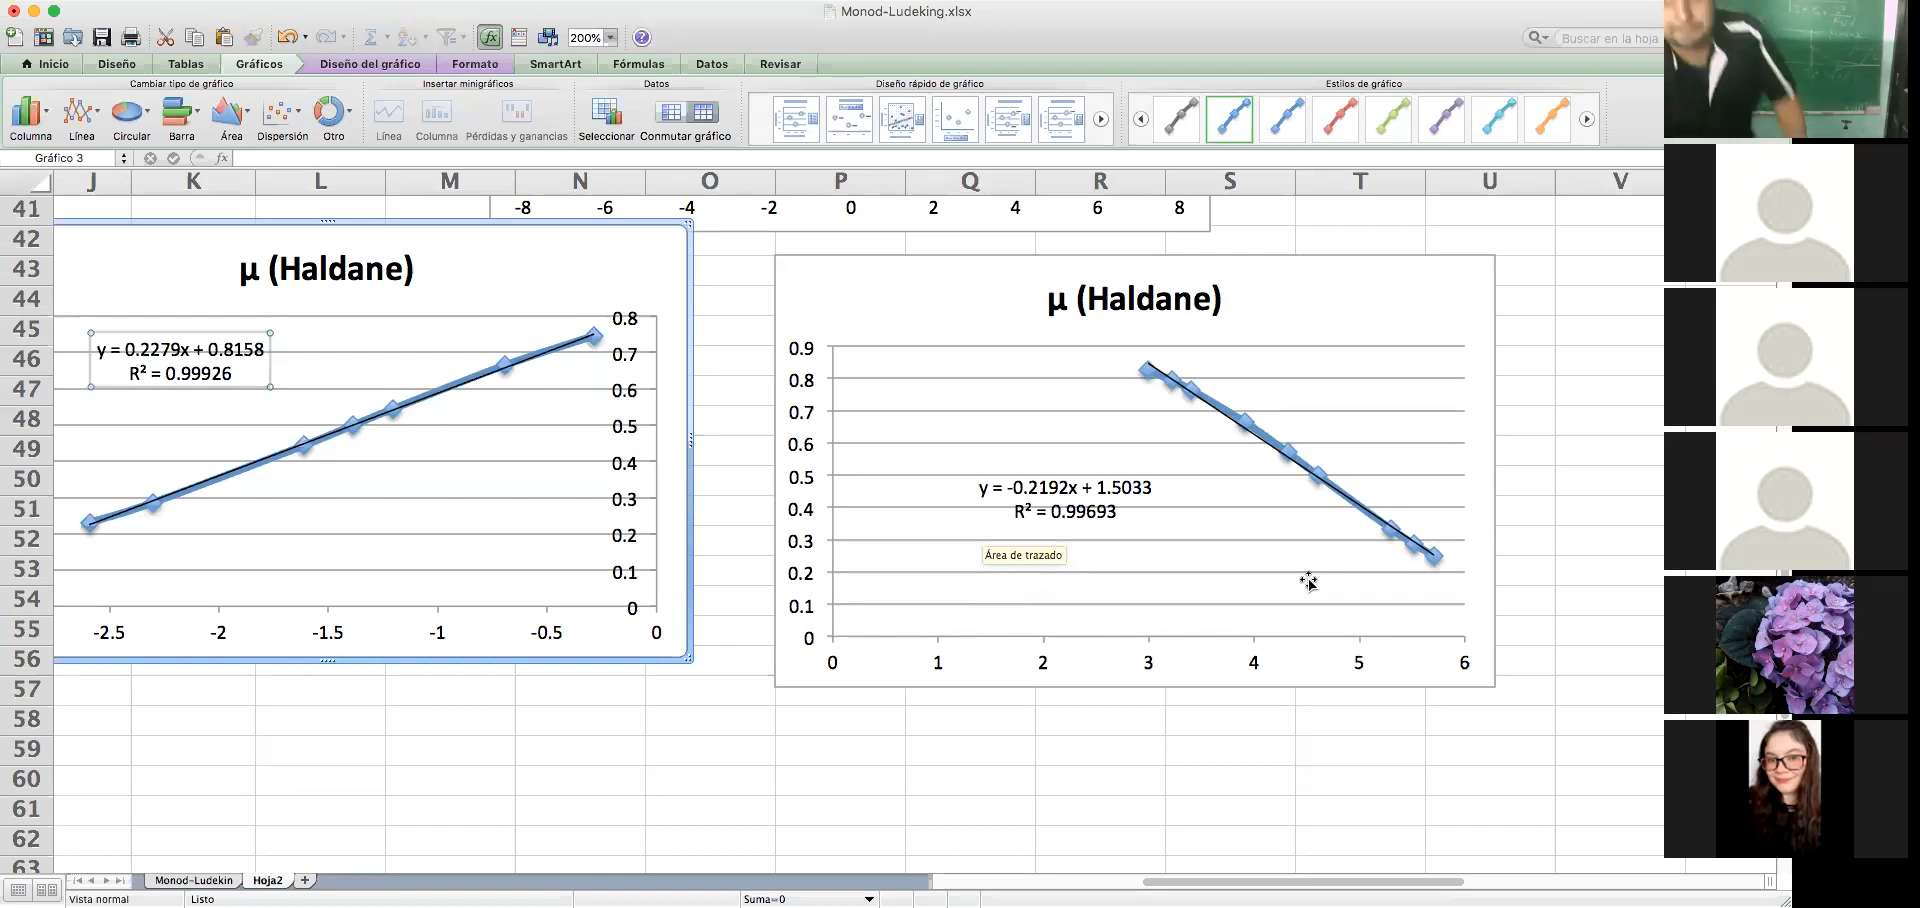 Monod-Ludeking.xlsx
200%
Buscar en la hoja
Inicio Diseño Tablas Gráficos Diseño del gráfico Formato SmartArt Fórmulas Datos Revisar
Cambiar tipo de gráfico Insertar minigráficos Datos Diseño rápido de gráfico Estilos de gráfico
Columna Línea Circular Barra Área Dispersión Otro Línea Columna Pérdidas y ganancias Seleccionar Conmutar gráfico
Gráfico 3 fx
J K L M N O P Q R S T U V
41 -8 -6 -4 -2 0 2 4 6 8
42
43
44
45
46
47
48
49
50
51
52
53
54
55
56
57
58
59
60
61
62
63
μ (Haldane)
y = 0.2279x + 0.8158
R² = 0.99926
0.8
0.7
0.6
0.5
0.4
0.3
0.2
0.1
0
-2.5 -2 -1.5 -1 -0.5 0
μ (Haldane)
0.9
0.8
0.7
0.6
0.5
0.4
0.3
0.2
0.1
0
y = -0.2192x + 1.5033
R² = 0.99693
Área de trazado
0 1 2 3 4 5 6
Monod-Ludekin Hoja2
Vista normal Listo Suma=0